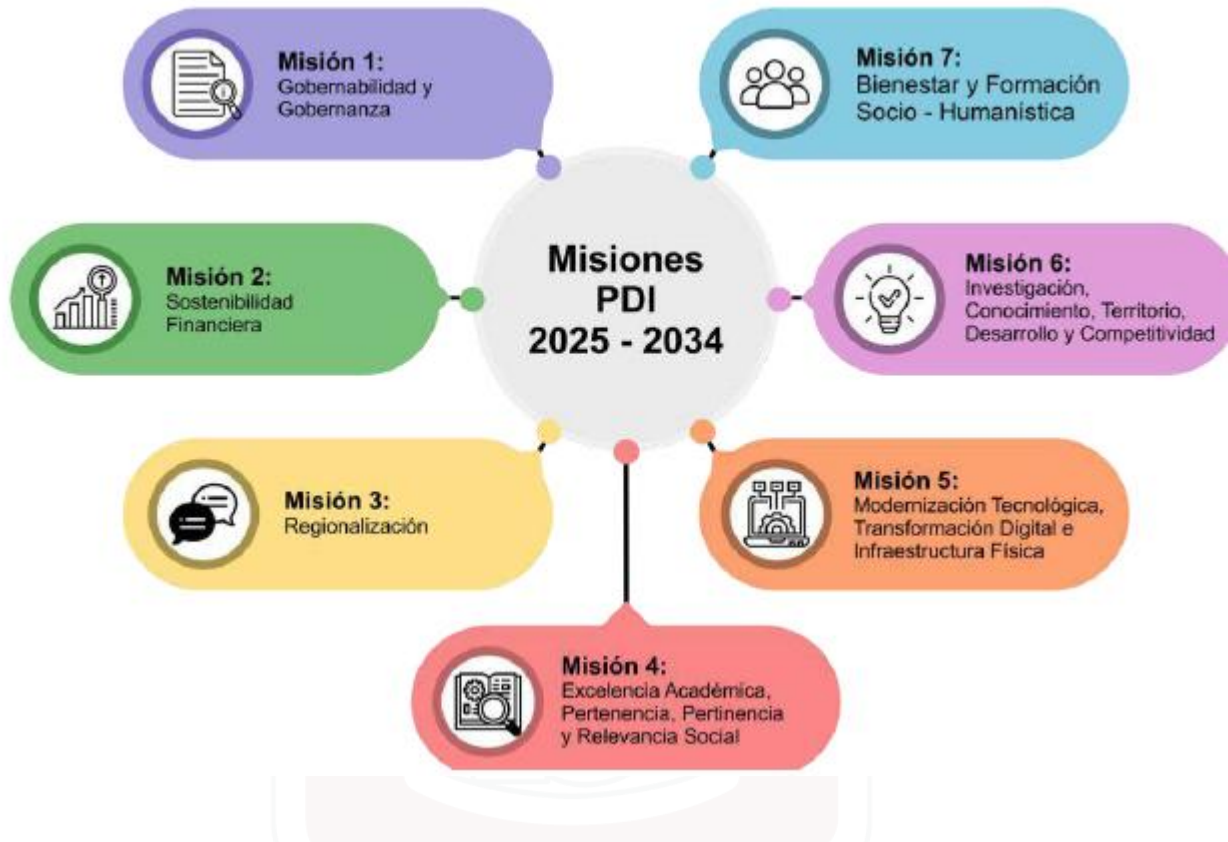 Misión 1:
Gobernabilidad y
Gobernanza
Misión 7:
Bienestar y Formación
Socio - Humanística
Misión 2:
Sostenibilidad
Financiera
Misiones
PDI
2025 - 2034
Misión 6:
Investigación,
Conocimiento, Territorio,
Desarrollo y Competitividad
Misión 3:
Regionalización
Misión 5:
Modernización Tecnológica,
Transformación Digital e
Infraestructura Física
Misión 4:
Excelencia Académica,
Pertenencia, Pertinencia
y Relevancia Social